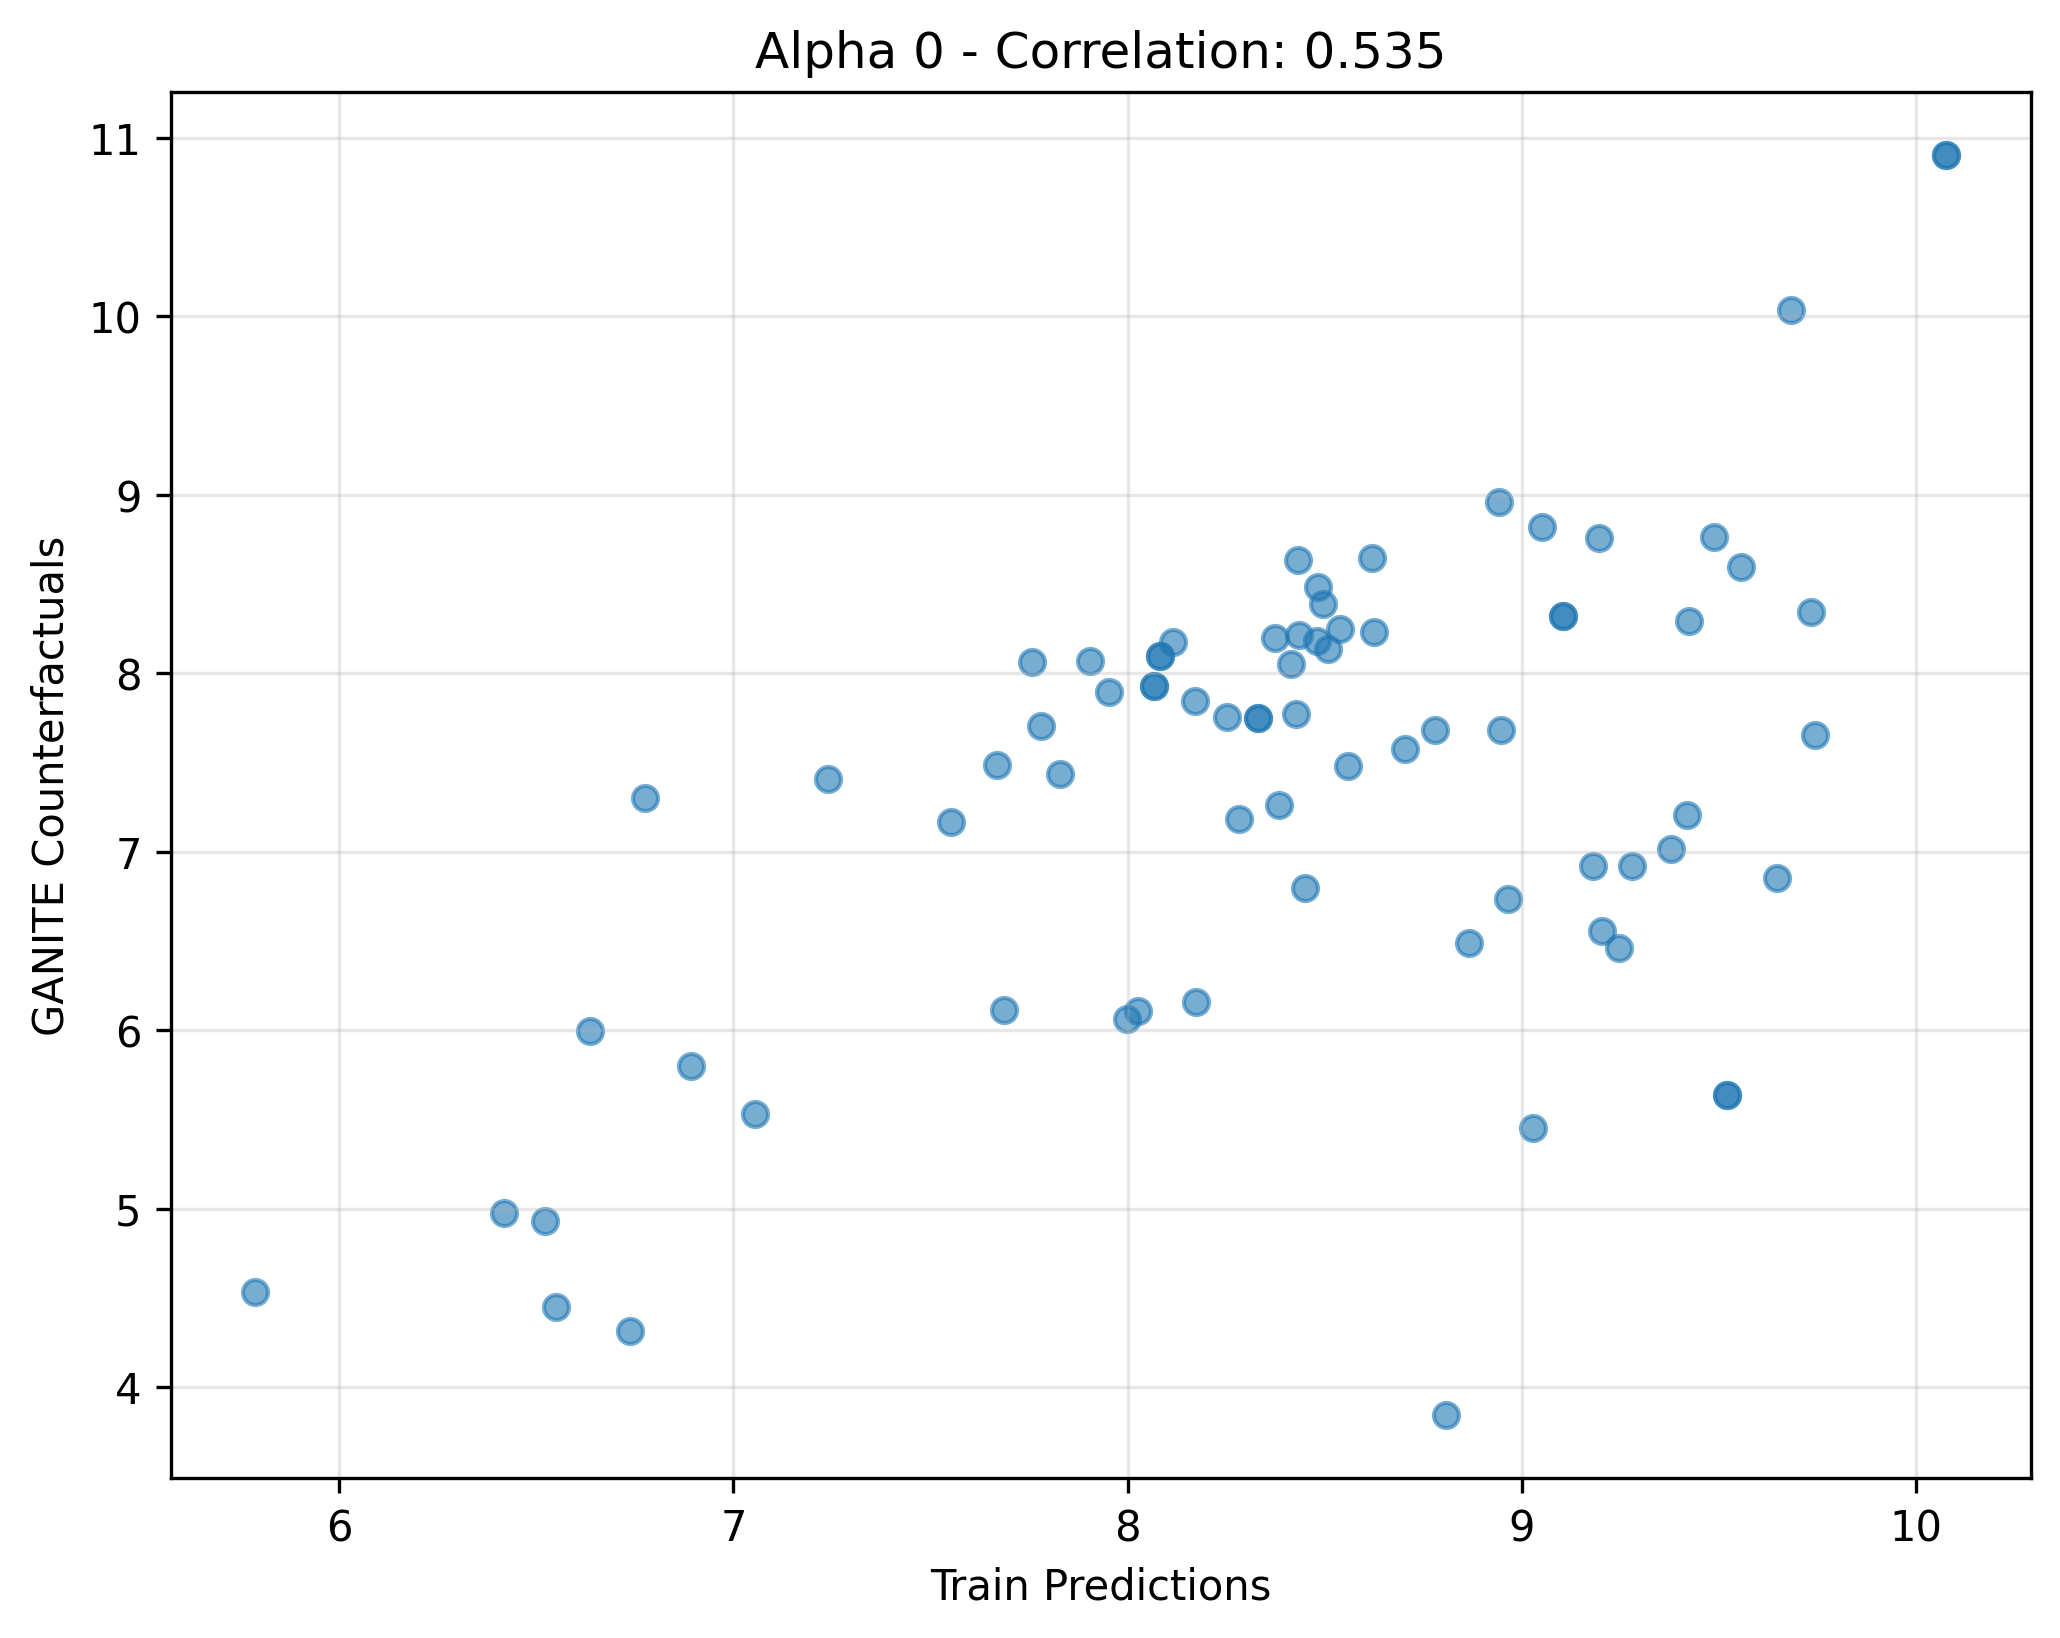 Alpha 0 - Correlation: 0.535
11
10
9
8
7
6
5
4
GANITE Counterfactuals
6 7 8 9 10
Train Predictions